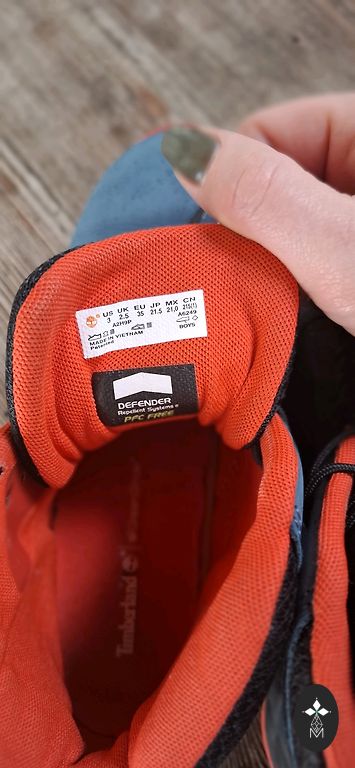 US UK EU JP MX CN
3 2.5 35 21.5 21.0 215(1)
A2H9P A6249
BOYS
MADE IN VIETNAM
DEFENDER
Repellent Systems
PFC FREE
Timberland
M